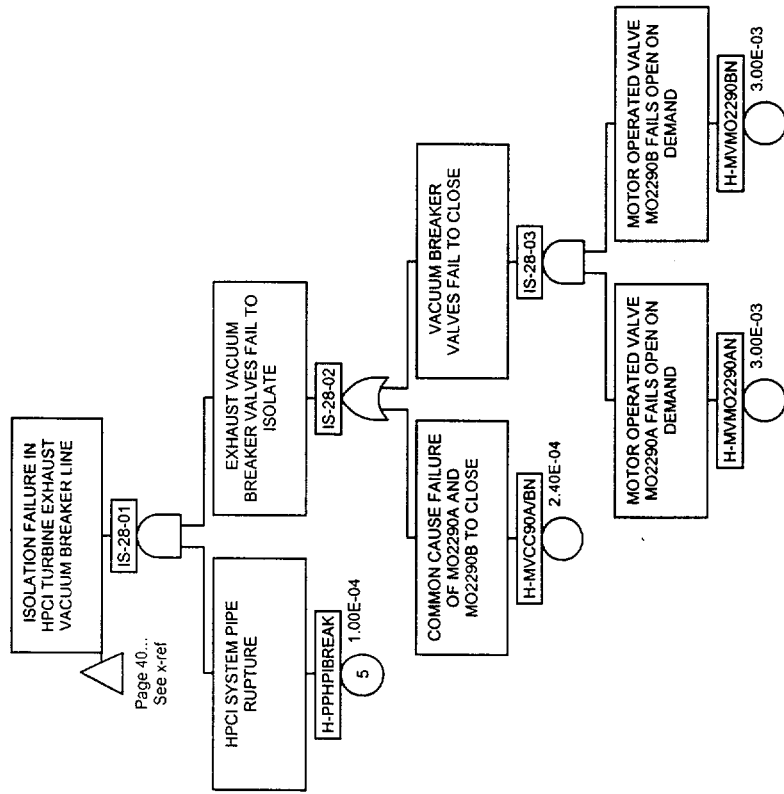 ISOLATION FAILURE IN
HPCI TURBINE EXHAUST
VACUUM BREAKER LINE
IS-28-01
Page 40...
See x-ref
HPCI SYSTEM PIPE
RUPTURE
H-PPHPIBREAK
5
1.00E-04
EXHAUST VACUUM
BREAKER VALVES FAIL TO
ISOLATE
IS-28-02
COMMON CAUSE FAILURE
OF MO2290A AND
MO2290B TO CLOSE
H-MVCC90A/BN
2.40E-04
VACUUM BREAKER
VALVES FAIL TO CLOSE
IS-28-03
MOTOR OPERATED VALVE
MO2290A FAILS OPEN ON
DEMAND
H-MVMO2290AN
3.00E-03
MOTOR OPERATED VALVE
MO2290B FAILS OPEN ON
DEMAND
H-MVMO2290BN
3.00E-03